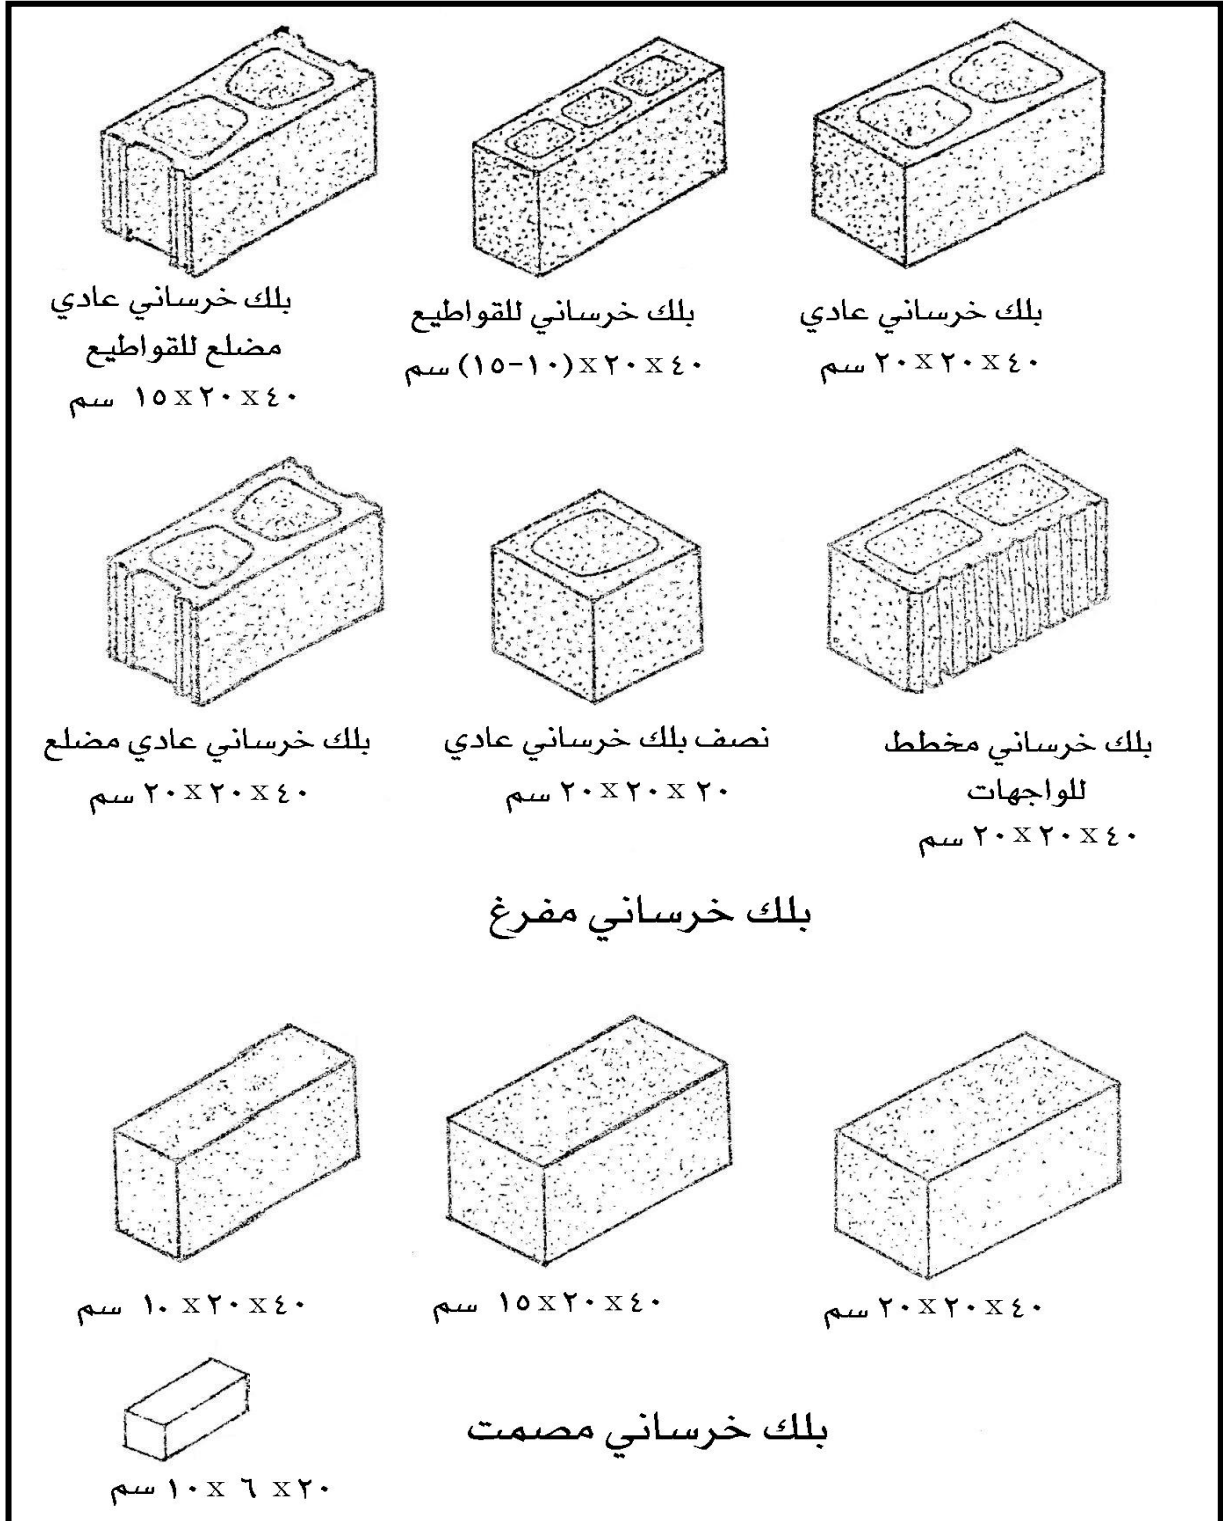 بلك خرساني عادي
٤٠x٢٠x٢٠ سم
بلك خرساني للقواطيع
٤٠x٢٠x(١٠-١٥) سم
بلك خرساني عادي
مضلع للقواطيع
٤٠x٢٠x١٥ سم
بلك خرساني مخطط
للواجهات
٤٠x٢٠x٢٠ سم
نصف بلك خرساني عادي
٢٠x٢٠x٢٠ سم
بلك خرساني عادي مضلع
٤٠x٢٠x٢٠ سم
بلك خرساني مفرغ
٤٠x٢٠x٢٠ سم
٤٠x٢٠x١٥ سم
٤٠x٢٠x١٠ سم
بلك خرساني مصمت
٢٠x٦x١٠ سم